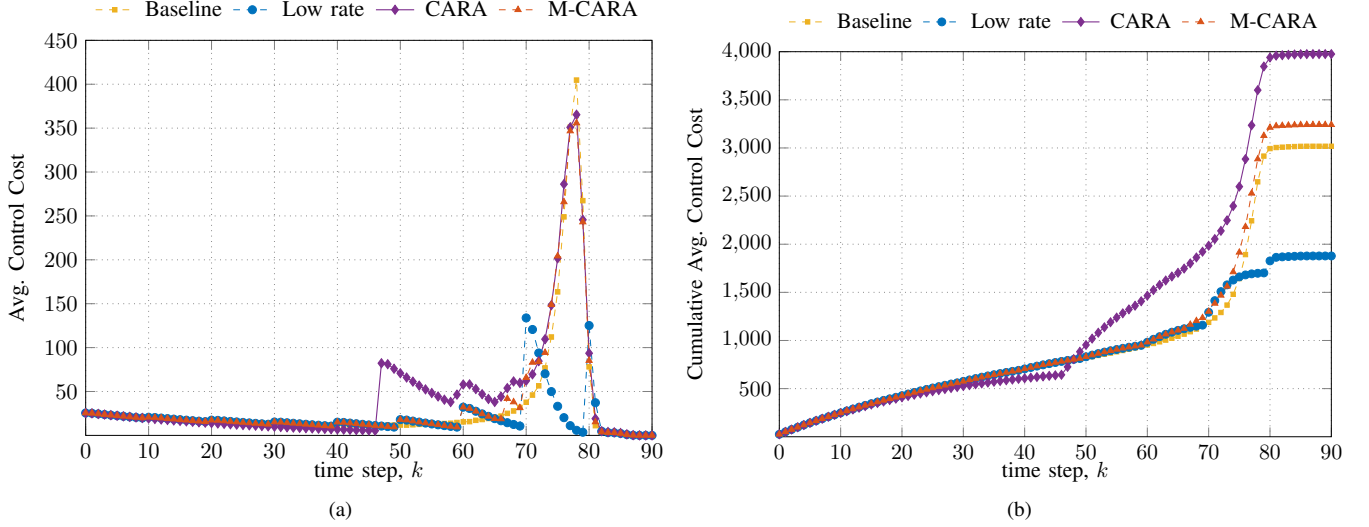 Baseline Low rate CARA M-CARA
450
400
350
300
250
200
150
100
50
0 10 20 30 40 50 60 70 80 90
Avg. Control Cost
time step, k
(a)
Baseline Low rate CARA M-CARA
4,000
3,500
3,000
2,500
2,000
1,500
1,000
500
0 10 20 30 40 50 60 70 80 90
Cumulative Avg. Control Cost
time step, k
(b)